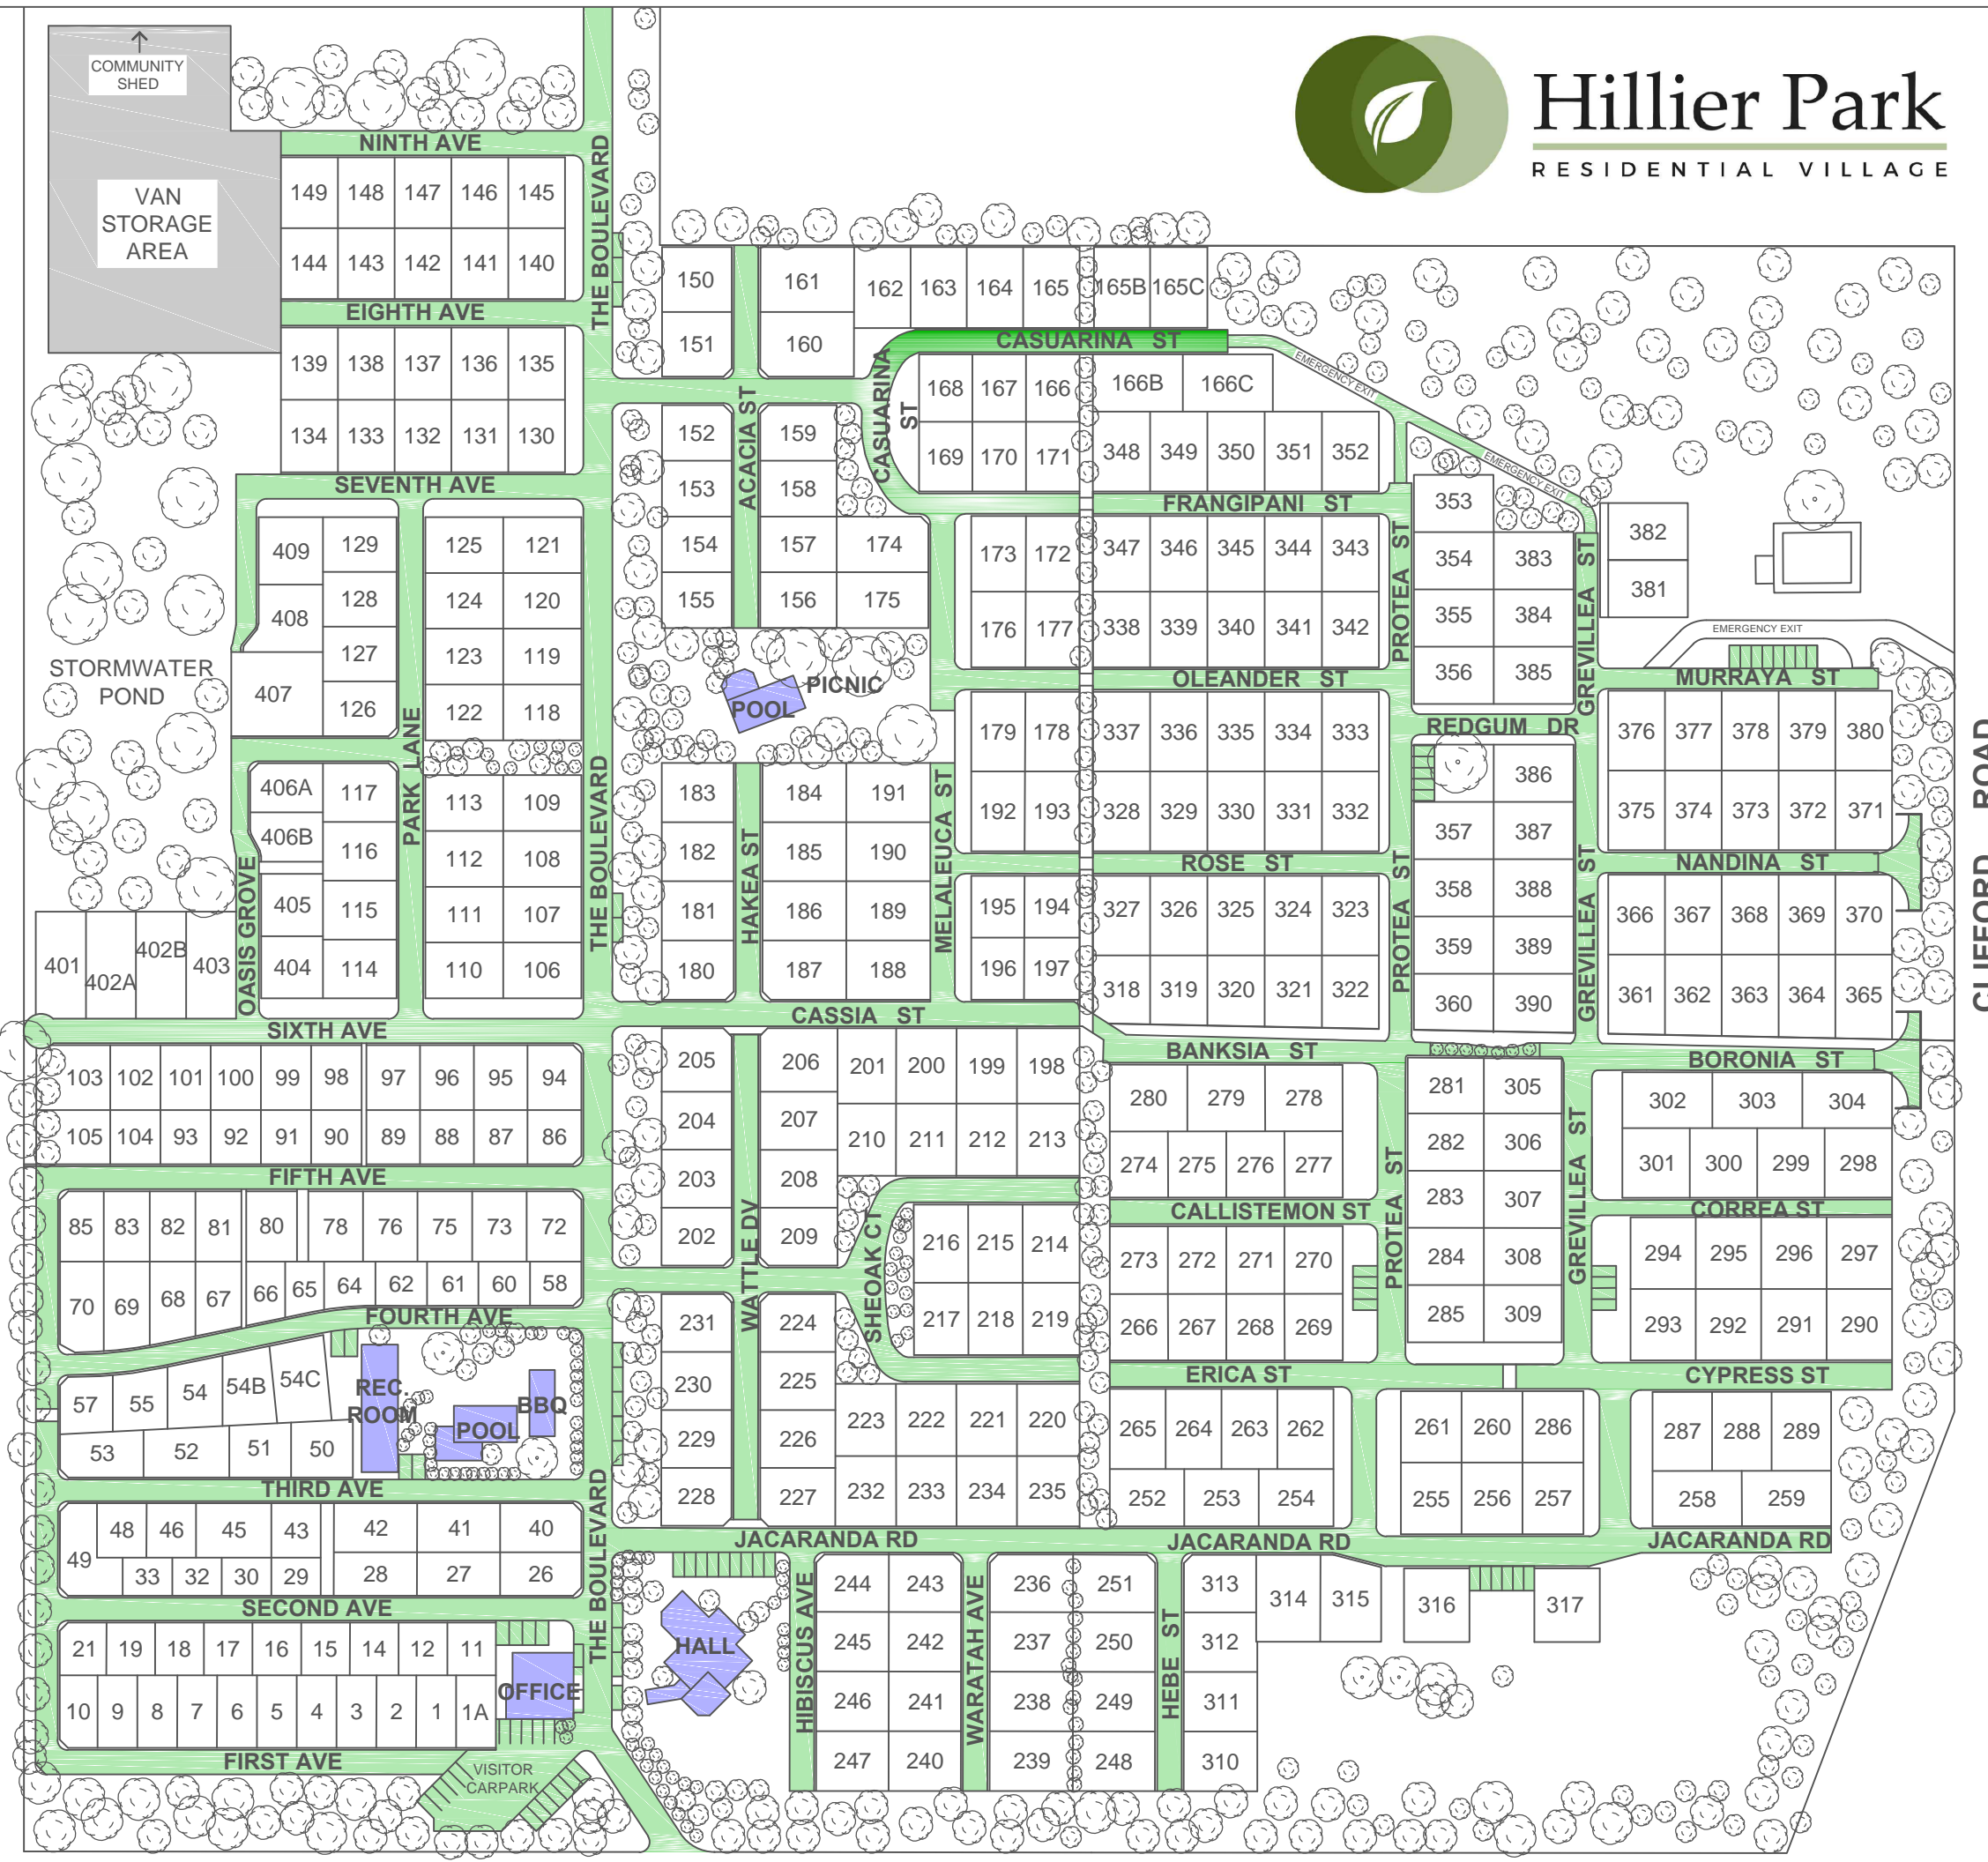 Hillier Park
RESIDENTIAL VILLAGE
COMMUNITY
SHED
VAN
STORAGE
AREA
NINTH AVE
149 148 147 146 145
144 143 142 141 140
EIGHTH AVE
139 138 137 136 135
134 133 132 131 130
SEVENTH AVE
THE BOULEVARD
409 129 125 121
408 128 124 120
127 123 119
407 126 122 118
STORMWATER
POND
PARK LANE
406A 117 113 109
406B 116 112 108
405 115 111 107
404 114 110 106
OASIS GROVE
THE BOULEVARD
401 402A 402B 403
SIXTH AVE
103 102 101 100 99 98 97 96 95 94
105 104 93 92 91 90 89 88 87 86
FIFTH AVE
85 83 82 81 80 78 76 75 73 72
70 69 68 67 66 65 64 62 61 60 58
FOURTH AVE
57 55 54 54B 54C
53 52 51 50
REC.
ROOM
POOL
BBQ
THIRD AVE
49 48 46 45 43 42 41 40
33 32 30 29 28 27 26
SECOND AVE
THE BOULEVARD
21 19 18 17 16 15 14 12 11
10 9 8 7 6 5 4 3 2 1 1A
OFFICE
FIRST AVE
VISITOR
CARPARK
150 161 162 163 164 165 165B 165C
151 160
CASUARINA ST
CASUARINA
ST
EMERGENCY EXIT
EMERGENCY EXIT
168 167 166 166B 166C
169 170 171 348 349 350 351 352
ACACIA ST
152 159
153 158
154 157 174
155 156 175
FRANGIPANI ST
173 172 347 346 345 344 343
176 177 338 339 340 341 342
PROTEA ST
353
354 383
355 384
356 385
GREVILLEA ST
382
381
EMERGENCY EXIT
MURRAYA ST
PICNIC
POOL
OLEANDER ST
REDGUM DR
179 178 337 336 335 334 333
192 193 328 329 330 331 332
386
357 387
358 388
359 389
360 390
376 377 378 379 380
375 374 373 372 371
183 184 191
182 185 190
181 186 189
180 187 188
HAKEA ST
MELALEUCA ST
ROSE ST
NANDINA ST
195 194 327 326 325 324 323
196 197 318 319 320 321 322
PROTEA ST
GREVILLEA ST
366 367 368 369 370
361 362 363 364 365
CLIFFORD ROAD
CASSIA ST
BANKSIA ST
BORONIA ST
205 206 201 200 199 198
204 207 210 211 212 213
203 208
202 209
WATTLE DV
SHEOAK CT
216 215 214
217 218 219
280 279 278
274 275 276 277
CALLISTEMON ST
273 272 271 270
266 267 268 269
PROTEA ST
281 305
282 306
283 307
284 308
285 309
GREVILLEA ST
302 303 304
301 300 299 298
CORREA ST
294 295 296 297
293 292 291 290
231 224
230 225
229 226
228 227
223 222 221 220
232 233 234 235
ERICA ST
CYPRESS ST
265 264 263 262
252 253 254
261 260 286
255 256 257
287 288 289
258 259
JACARANDA RD
JACARANDA RD
JACARANDA RD
HALL
HIBISCUS AVE
244 243
245 242
246 241
247 240
WARATAH AVE
236 251
237 250
238 249
239 248
HEBE ST
313 314 315 316 317
312
311
310